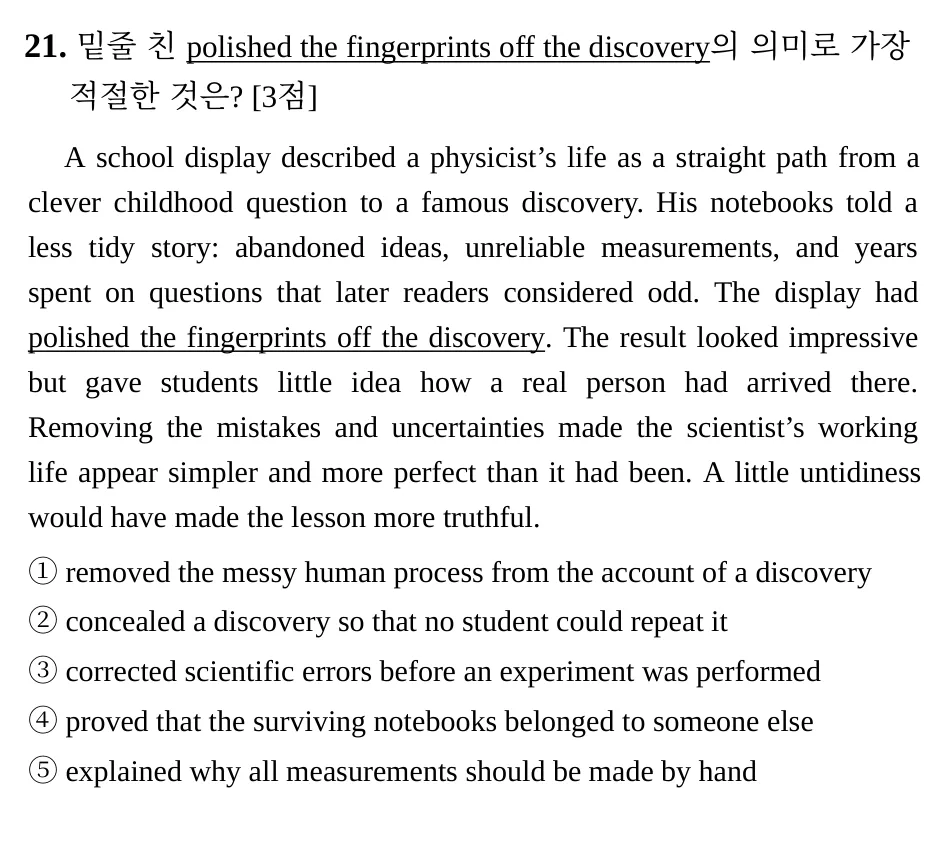 21. 밑줄 친 polished the fingerprints off the discovery의 의미로 가장
적절한 것은? [3점]
A school display described a physicist’s life as a straight path from a
clever childhood question to a famous discovery. His notebooks told a
less tidy story: abandoned ideas, unreliable measurements, and years
spent on questions that later readers considered odd. The display had
polished the fingerprints off the discovery. The result looked impressive
but gave students little idea how a real person had arrived there.
Removing the mistakes and uncertainties made the scientist’s working
life appear simpler and more perfect than it had been. A little untidiness
would have made the lesson more truthful.
① removed the messy human process from the account of a discovery
② concealed a discovery so that no student could repeat it
③ corrected scientific errors before an experiment was performed
④ proved that the surviving notebooks belonged to someone else
⑤ explained why all measurements should be made by hand